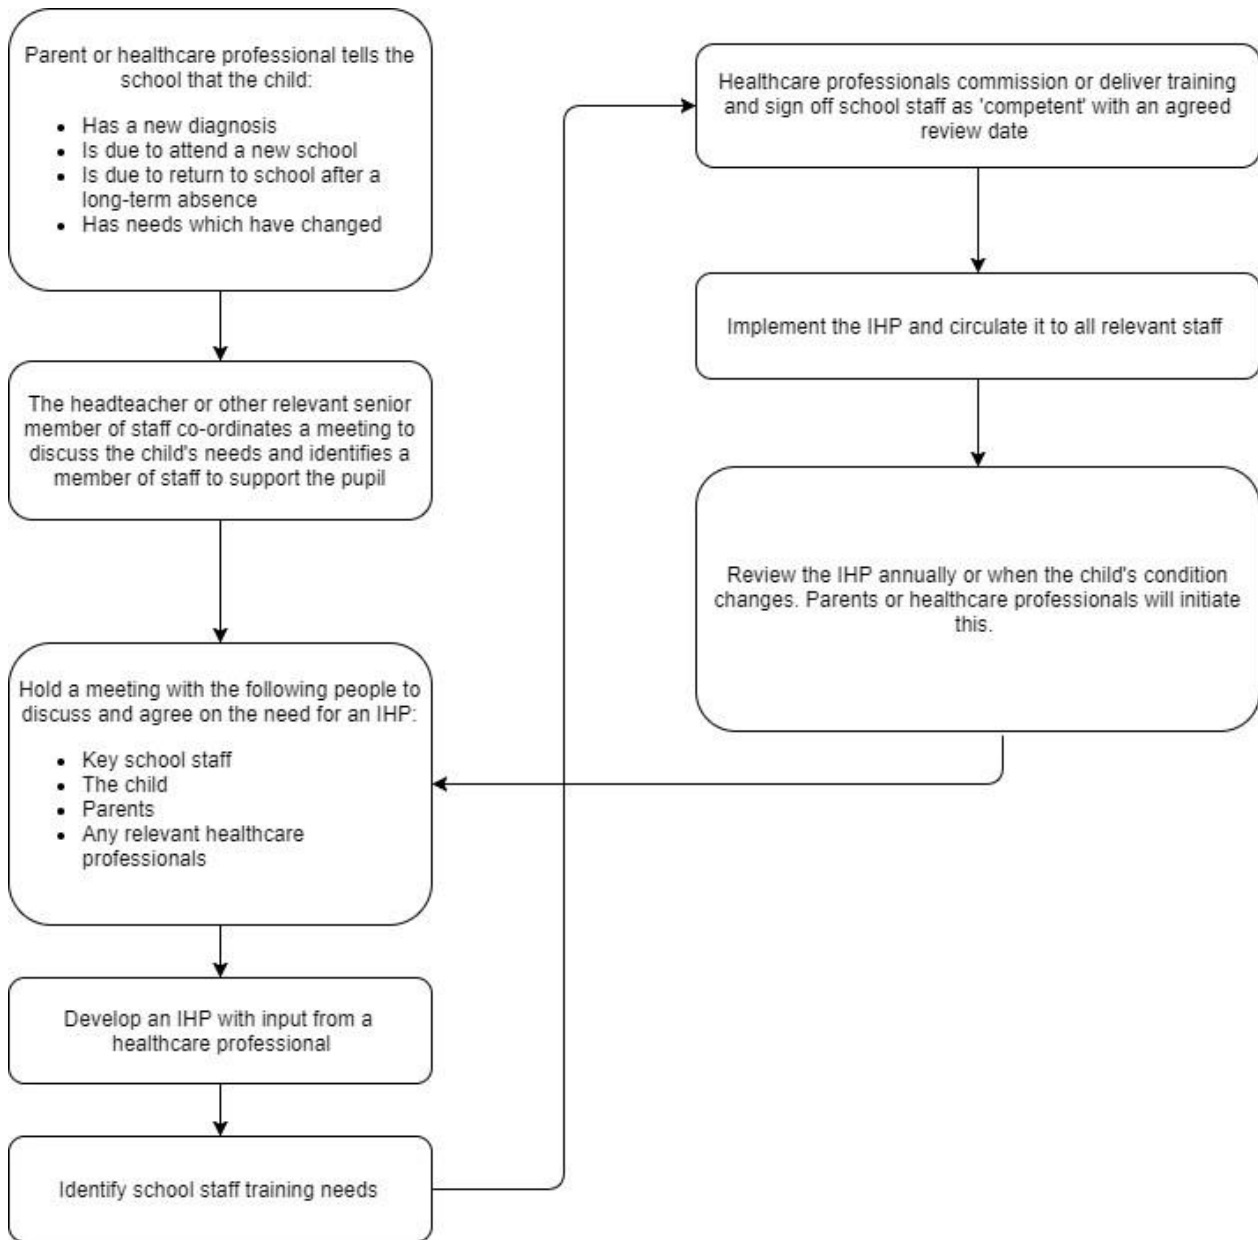 Parent or healthcare professional tells the
school that the child:
• Has a new diagnosis
• Is due to attend a new school
• Is due to return to school after a
long-term absence
• Has needs which have changed
The headteacher or other relevant senior
member of staff co-ordinates a meeting to
discuss the child's needs and identifies a
member of staff to support the pupil
Hold a meeting with the following people to
discuss and agree on the need for an IHP:
• Key school staff
• The child
• Parents
• Any relevant healthcare
professionals
Develop an IHP with input from a
healthcare professional
Identify school staff training needs
Healthcare professionals commission or deliver training
and sign off school staff as 'competent' with an agreed
review date
Implement the IHP and circulate it to all relevant staff
Review the IHP annually or when the child's condition
changes. Parents or healthcare professionals will initiate
this.